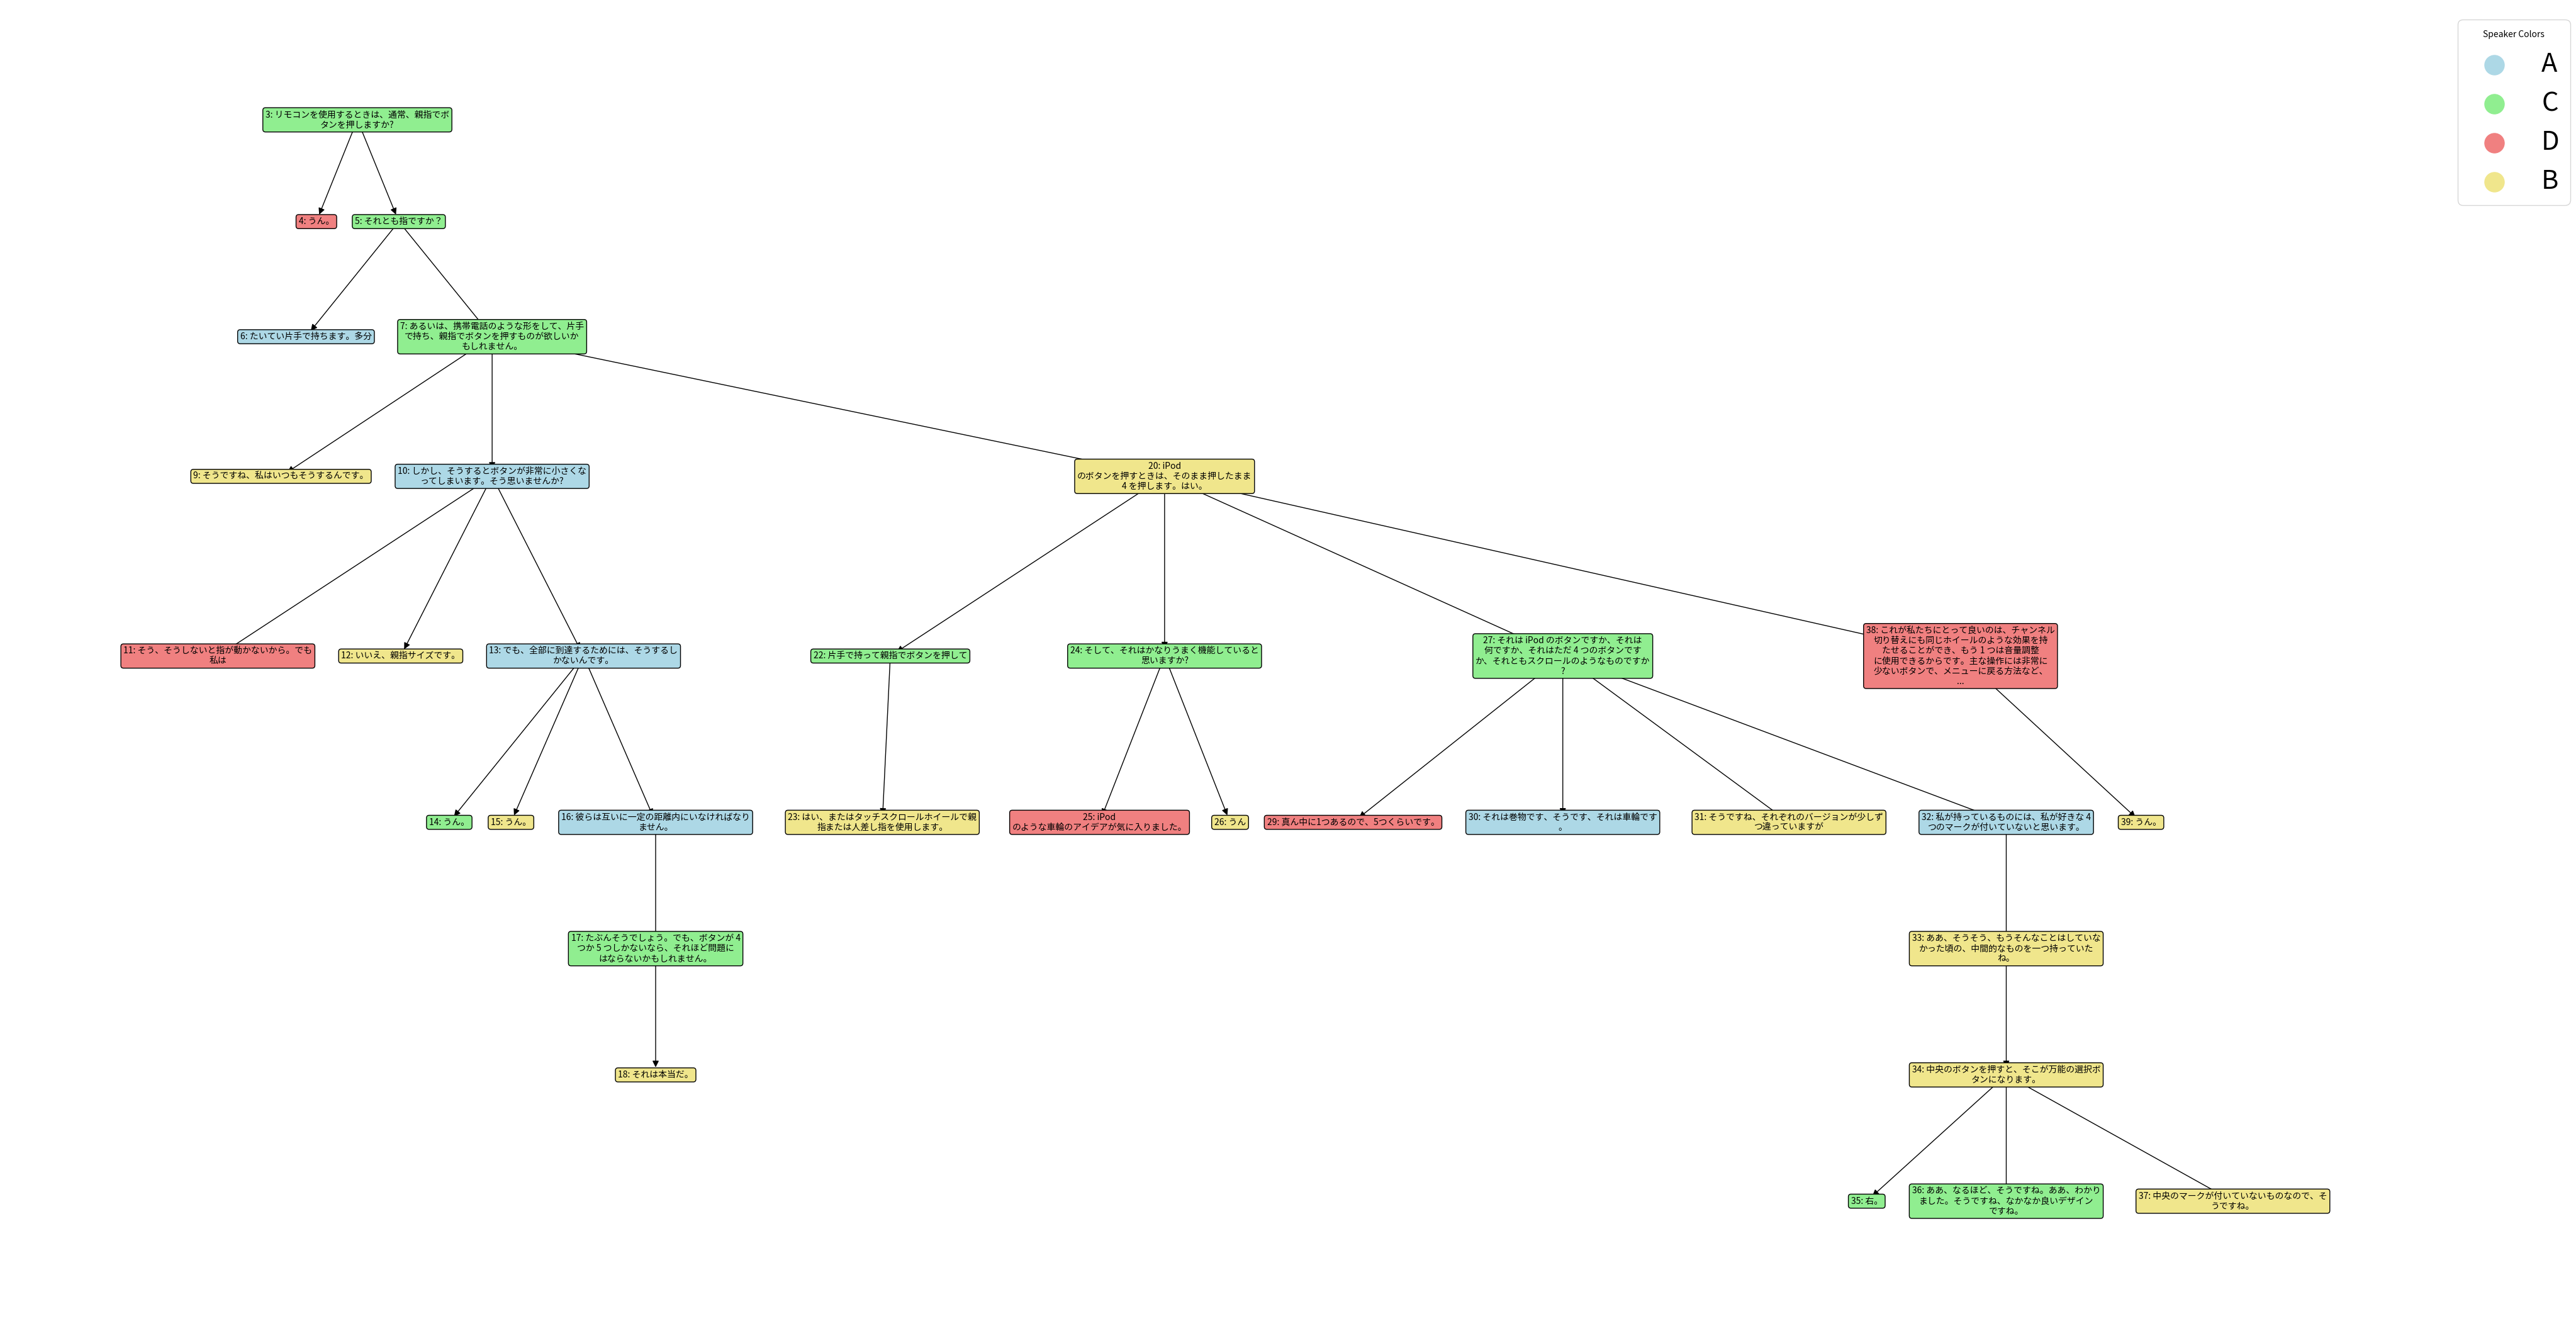 Speaker Colors
A
C
D
B
3: リモコンを使用するときは、通常、親指でボ
タンを押しますか?
4: うん。
5: それとも指ですか？
6: たいてい片手で持ちます。多分
7: あるいは、携帯電話のような形をして、片手
で持ち、親指でボタンを押すものが欲しいか
もしれません。
9: そうですね、私はいつもそうするんです。
10: しかし、そうするとボタンが非常に小さくな
ってしまいます。そう思いませんか?
20: iPod
のボタンを押すときは、そのまま押したまま
4 を押します。はい。
11: そう、そうしないと指が動かないから。でも
私は
12: いいえ、親指サイズです。
13: でも、全部に到達するためには、そうするし
かないんです。
22: 片手で持って親指でボタンを押して
24: そして、それはかなりうまく機能していると
思いますか?
27: それは iPod のボタンですか、それは
何ですか、それはただ 4 つのボタンです
か、それともスクロールのようなものですか
?
38: これが私たちにとって良いのは、チャンネル
切り替えにも同じホイールのような効果を持
たせることができ、もう 1 つは音量調整
に使用できるからです。主な操作には非常に
少ないボタンで、メニューに戻る方法など、
...
14: うん。
15: うん。
16: 彼らは互いに一定の距離内にいなければなり
ません。
23: はい、またはタッチスクロールホイールで親
指または人差し指を使用します。
25: iPod
のような車輪のアイデアが気に入りました。
26: うん
29: 真ん中に1つあるので、5つくらいです。
30: それは巻物です、そうです、それは車輪です
。
31: そうですね、それぞれのバージョンが少しず
つ違っていますが
32: 私が持っているものには、私が好きな 4
つのマークが付いていないと思います。
39: うん。
17: たぶんそうでしょう。でも、ボタンが 4
つか 5 つしかないなら、それほど問題に
はならないかもしれません。
33: ああ、そうそう、もうそんなことはしていな
かった頃の、中間的なものを一つ持っていた
ね。
18: それは本当だ。
34: 中央のボタンを押すと、そこが万能の選択ボ
タンになります。
35: 右。
36: ああ、なるほど、そうですね。ああ、わかり
ました。そうですね、なかなか良いデザイン
ですね。
37: 中央のマークが付いていないものなので、そ
うですね。